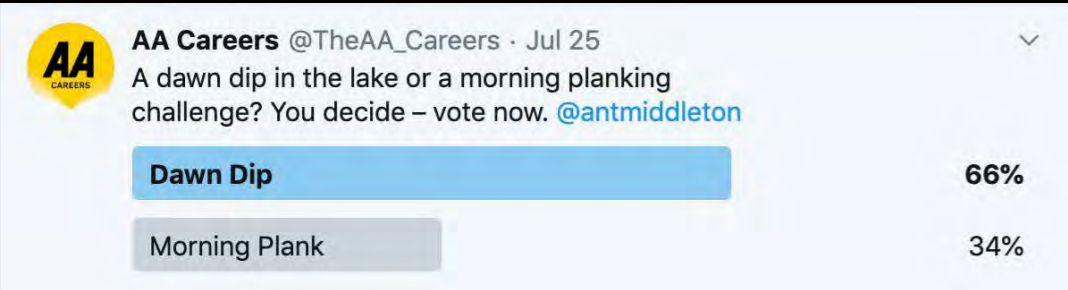 AA
CAREERS
AA Careers @TheAA_Careers · Jul 25
A dawn dip in the lake or a morning planking
challenge? You decide – vote now. @antmiddleton
Dawn Dip 66%
Morning Plank 34%